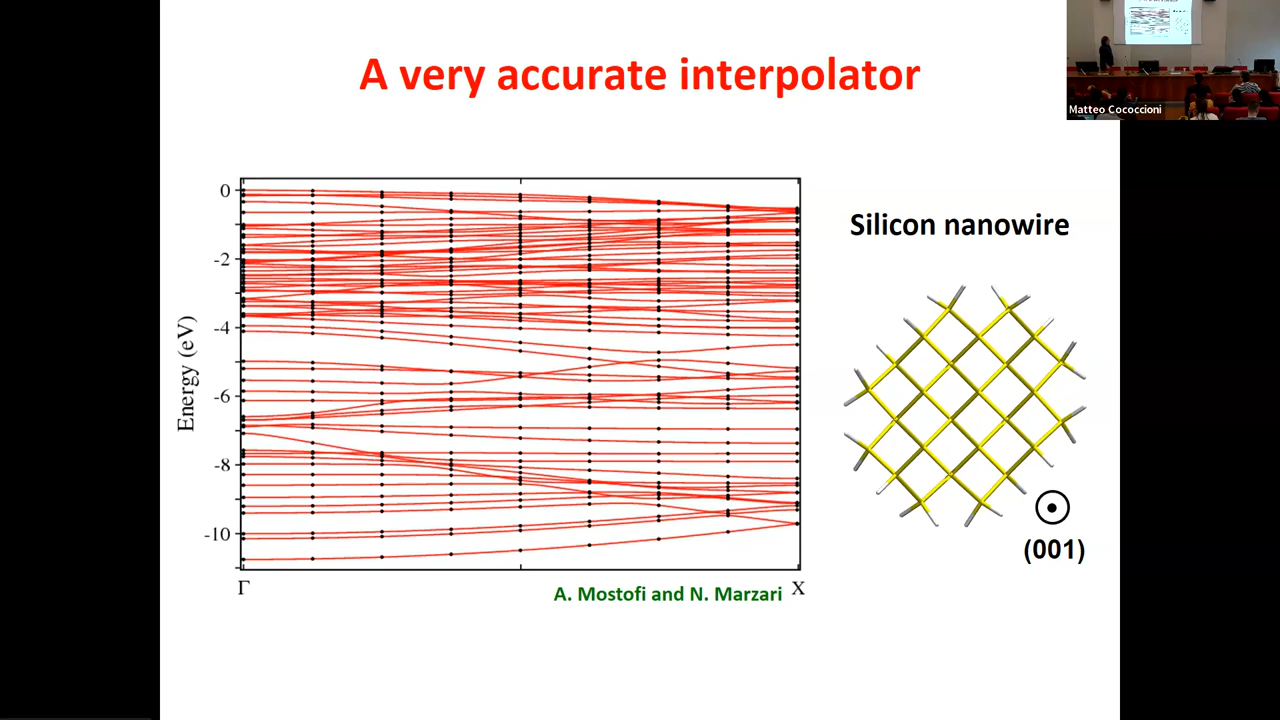 A very accurate interpolator
Matteo Cococcioni
0
-2
-4
-6
-8
-10
Energy (eV)
Γ
X
A. Mostofi and N. Marzari
Silicon nanowire
(001)